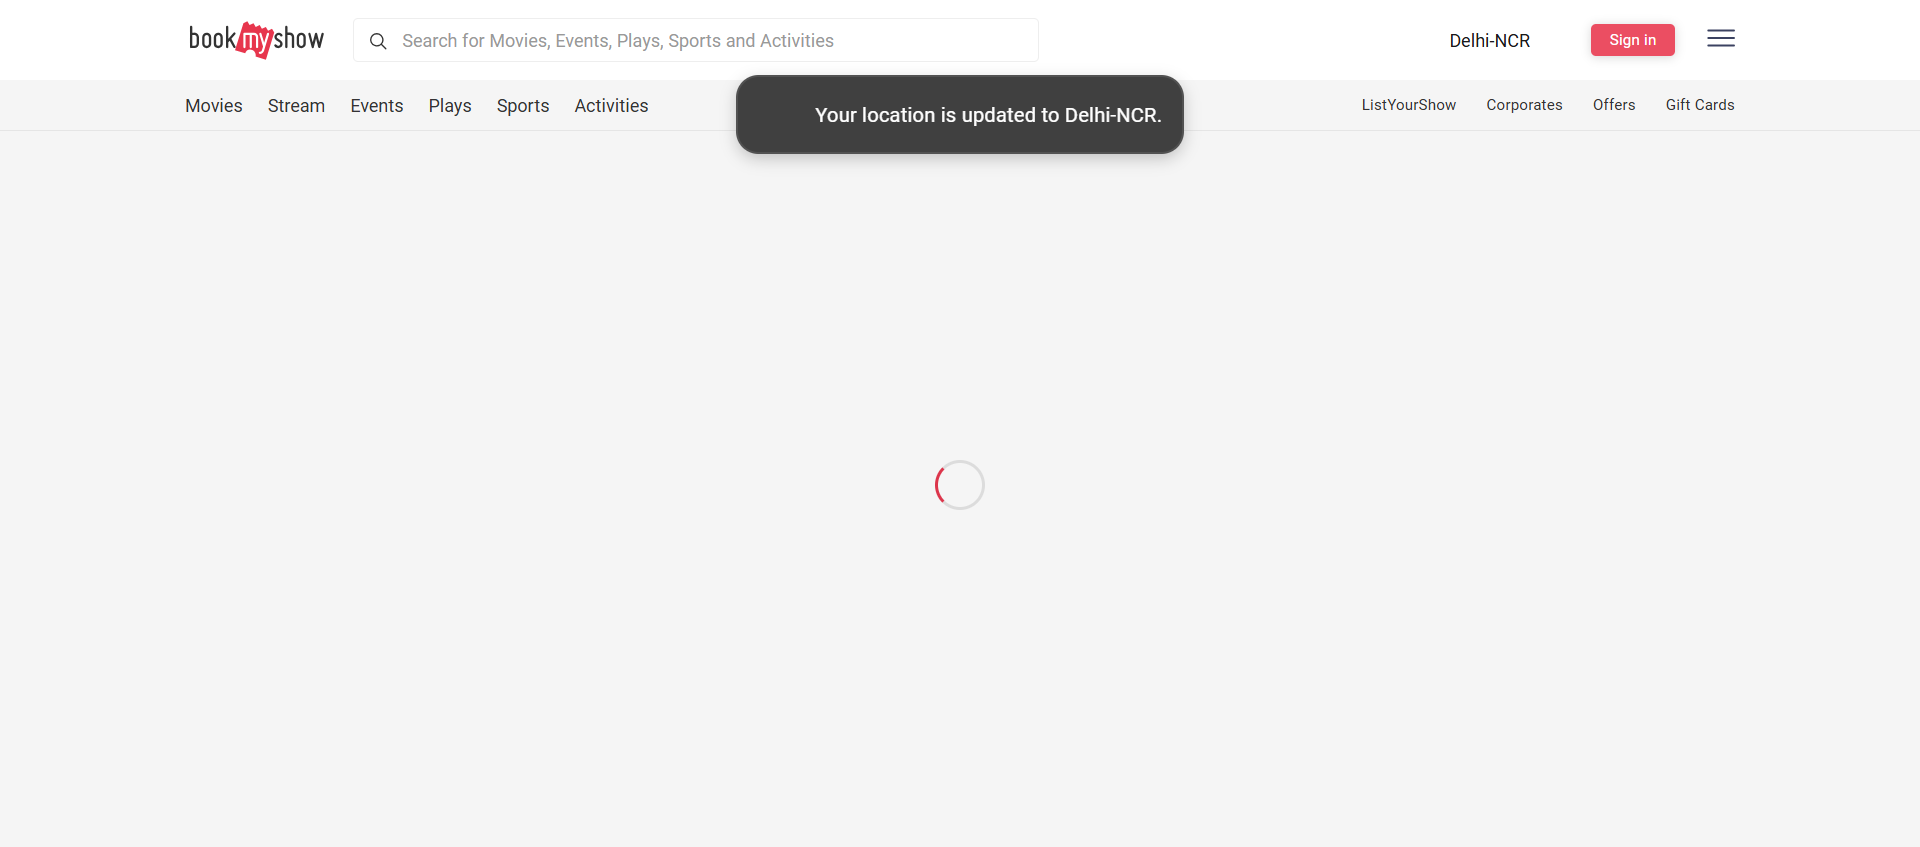 bookmyshow
Search for Movies, Events, Plays, Sports and Activities
Delhi-NCR
Sign in
Movies
Stream
Events
Plays
Sports
Activities
Your location is updated to Delhi-NCR.
ListYourShow
Corporates
Offers
Gift Cards